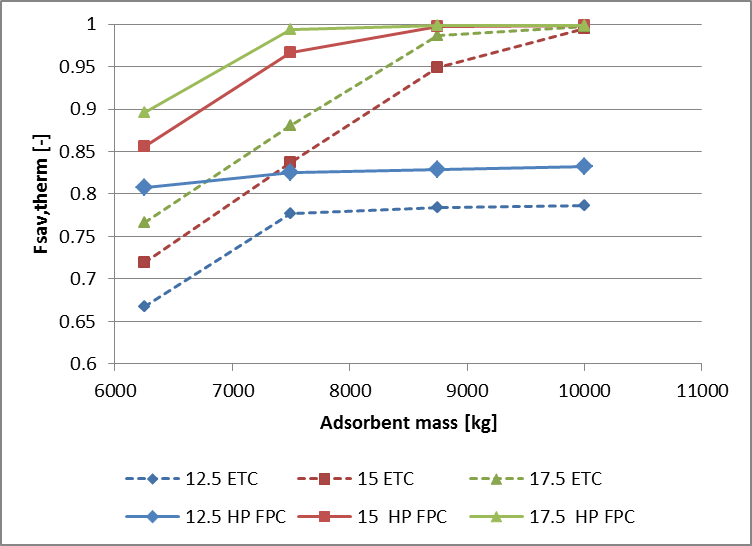 1
0.95
0.9
0.85
0.8
0.75
0.7
0.65
0.6
Fsav,therm [-]
6000 7000 8000 9000 10000 11000
Adsorbent mass [kg]
12.5 ETC 15 ETC 17.5 ETC
12.5 HP FPC 15 HP FPC 17.5 HP FPC